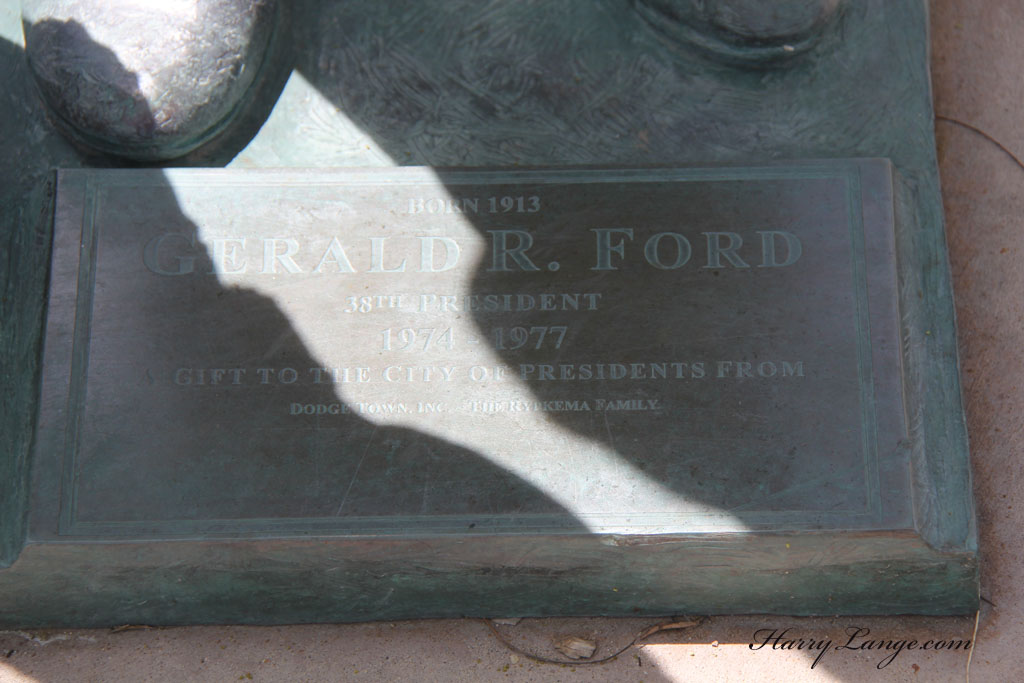 BORN 1913
GERALD R. FORD
38TH PRESIDENT
1974 1977
GIFT TO THE CITY OF PRESIDENTS FROM
DODGE TOWN, INC. - THE RYPKEMA FAMILY
HarryLange.com